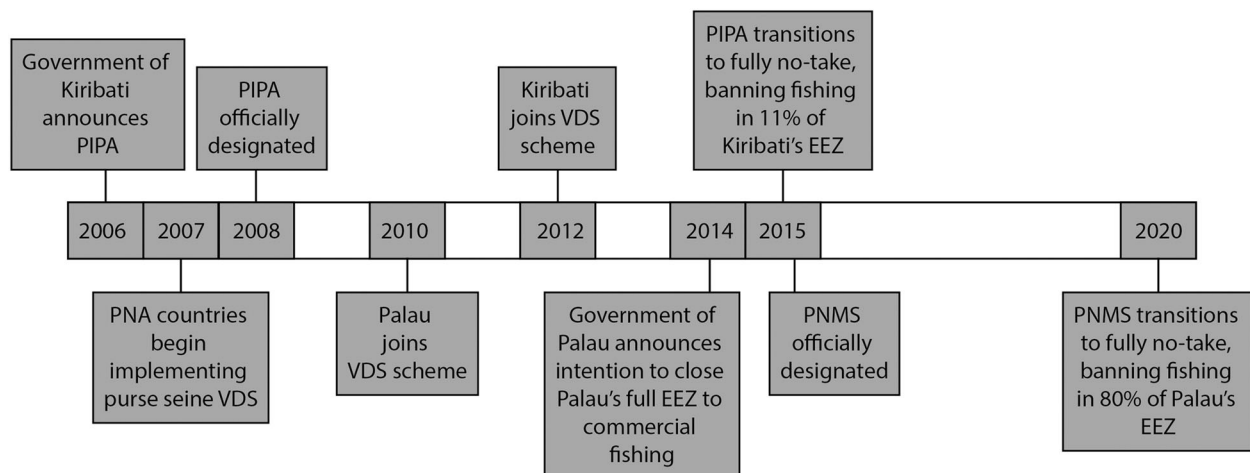 Government of
Kiribati
announces
PIPA
PIPA
officially
designated
Kiribati
joins VDS
scheme
PIPA transitions
to fully no-take,
banning fishing
in 11% of
Kiribati’s EEZ
2006
2007
2008
2010
2012
2014
2015
2020
PNA countries
begin
implementing
purse seine VDS
Palau
joins
VDS scheme
Government of
Palau announces
intention to close
Palau’s full EEZ to
commercial
fishing
PNMS
officially
designated
PNMS transitions
to fully no-take,
banning fishing
in 80% of Palau’s
EEZ